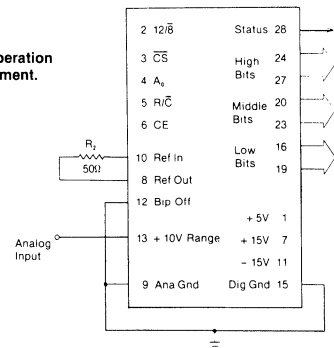 peration
ment.
2 12/8̅
3 C̅S̅
4 A₀
5 R/C̅
6 CE
R₂
50Ω
10 Ref In
8 Ref Out
12 Bip Off
13 + 10V Range
Analog
Input
9 Ana Gnd
Status 28
High
Bits
24
27
Middle
Bits
20
23
Low
Bits
16
19
+ 5V 1
+ 15V 7
− 15V 11
Dig Gnd 15